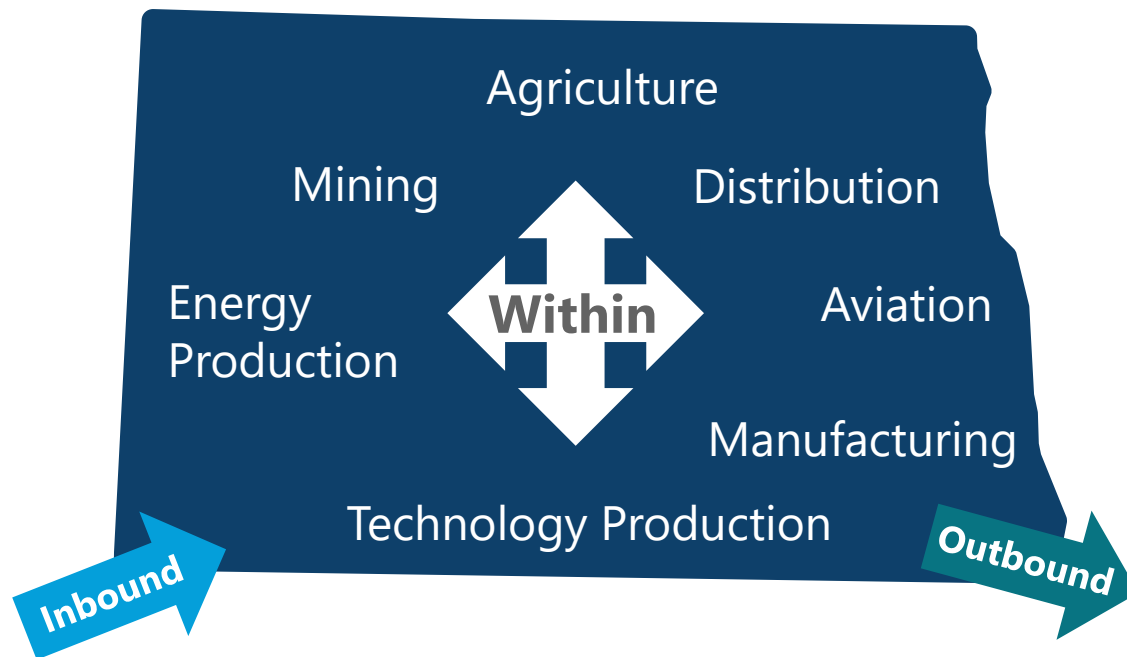 Agriculture
Mining
Distribution
Energy
Production
Within
Aviation
Manufacturing
Technology Production
Inbound
Outbound